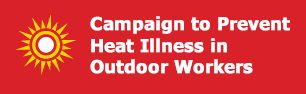 Campaign to Prevent
Heat Illness in
Outdoor Workers